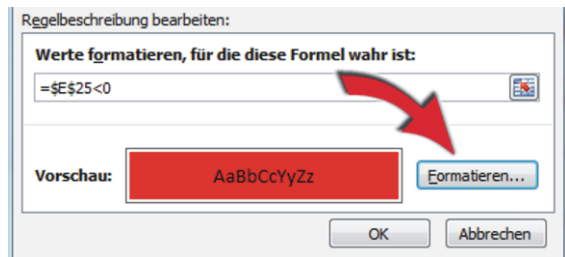 Regelbeschreibung bearbeiten:
Werte formatieren, für die diese Formel wahr ist:
=$E$25<0
Vorschau:
AaBbCcYyZz
Formatieren...
OK
Abbrechen